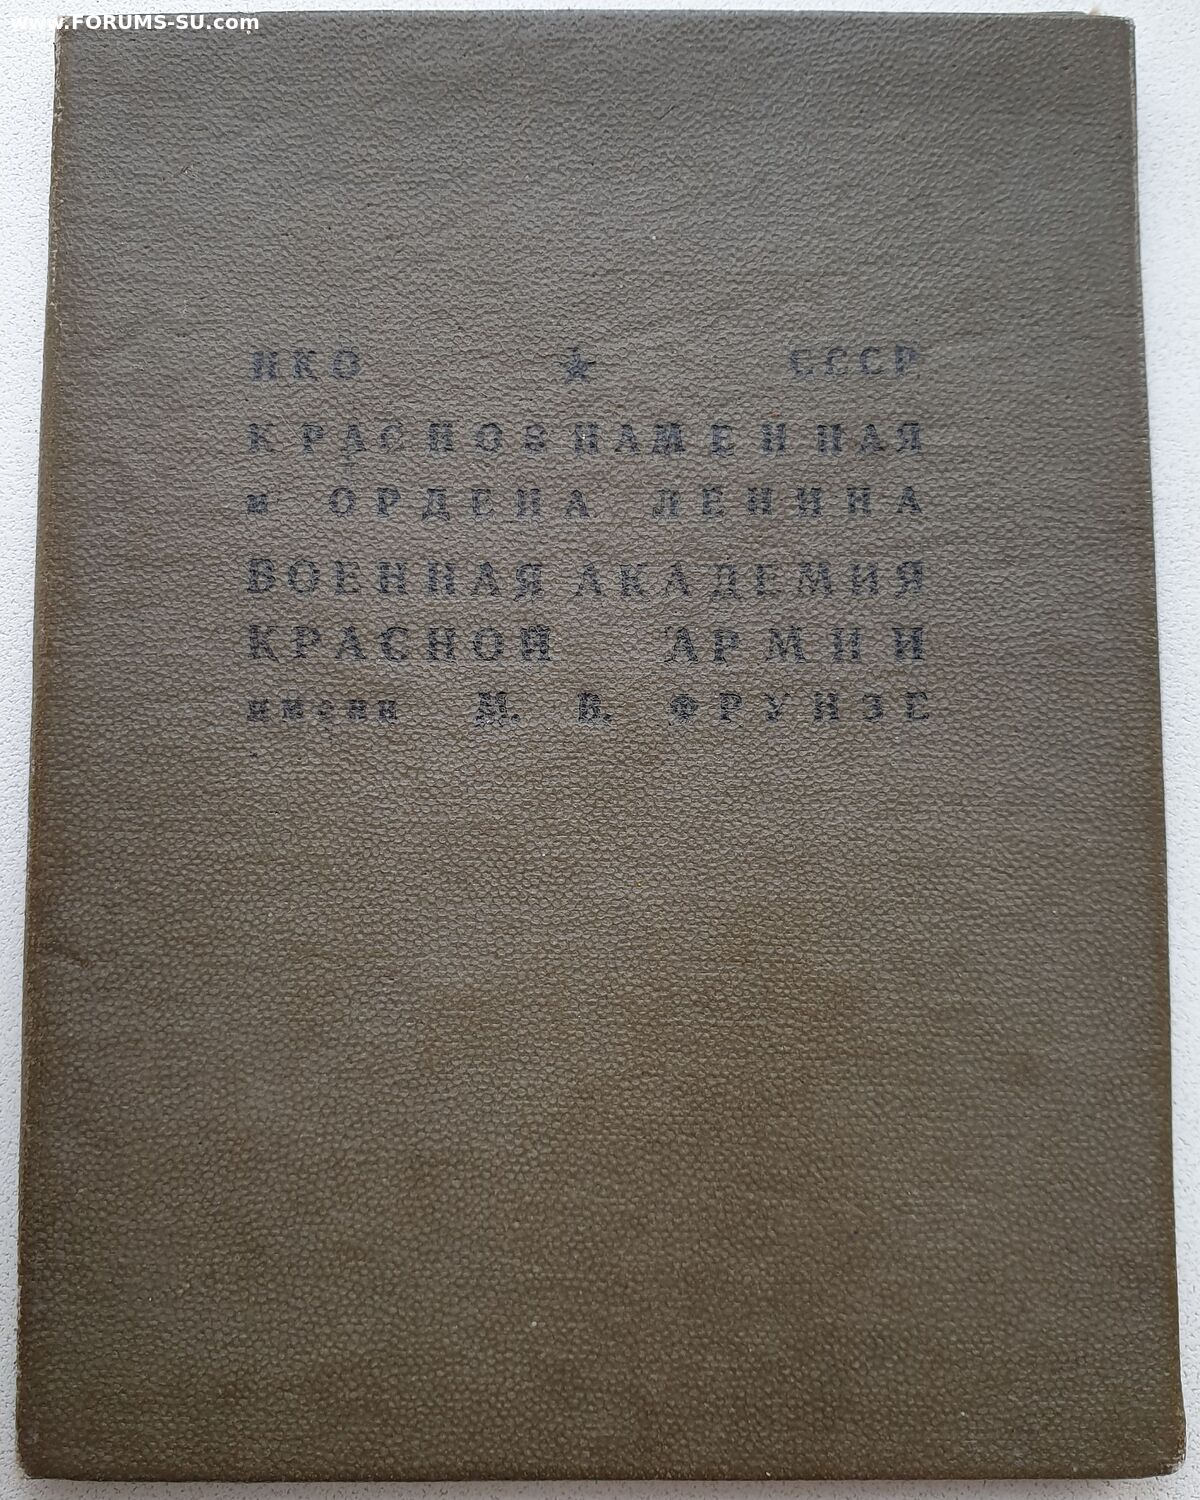 www.FORUMS-SU.com
НКО ★ СССР
КРАСНОЗНАМЕННАЯ
и ОРДЕНА ЛЕНИНА
ВОЕННАЯ АКАДЕМИЯ
КРАСНОЙ АРМИИ
имени М. В. ФРУНЗЕ